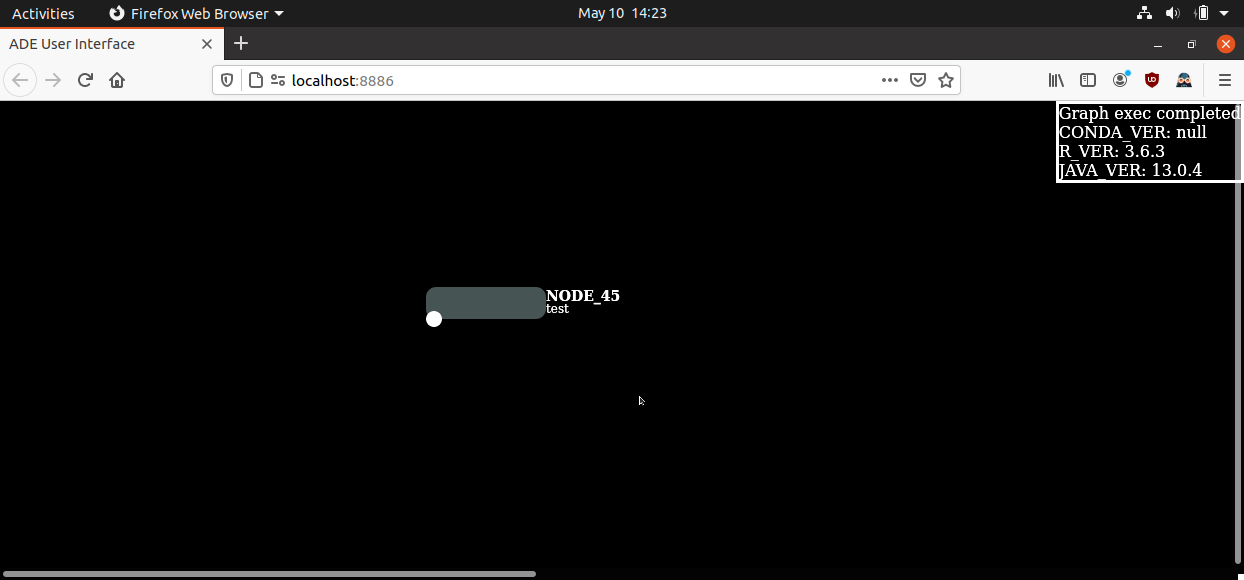 Activities
Firefox Web Browser
May 10 14:23
ADE User Interface
localhost:8886
Graph exec completed
CONDA_VER: null
R_VER: 3.6.3
JAVA_VER: 13.0.4
NODE_45
test